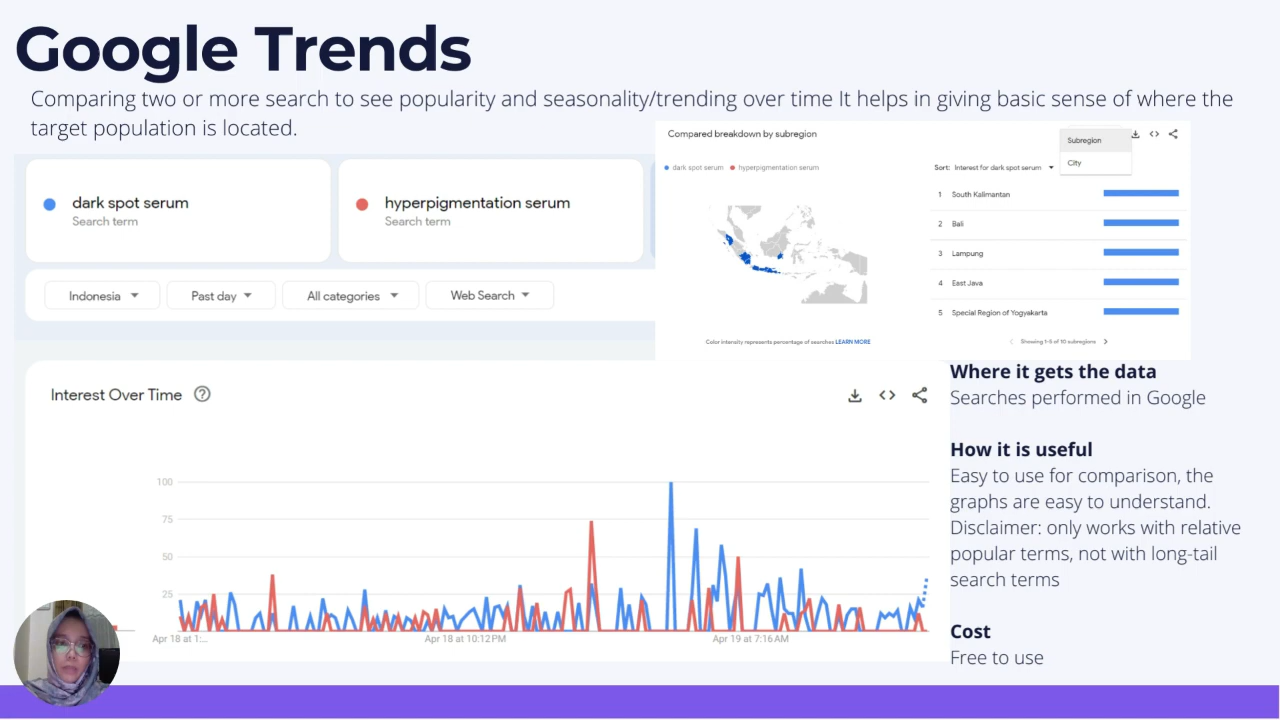 Google Trends
Comparing two or more search to see popularity and seasonality/trending over time It helps in giving basic sense of where the
target population is located.
dark spot serum
Search term
hyperpigmentation serum
Search term
Indonesia
Past day
All categories
Web Search
Compared breakdown by subregion
Subregion
City
dark spot serum
hyperpigmentation serum
Sort: Interest for dark spot serum
1 South Kalimantan
2 Bali
3 Lampung
4 East Java
5 Special Region of Yogyakarta
Color intensity represents percentage of searches LEARN MORE
Showing 1-5 of 10 subregions
Interest Over Time
100
75
50
25
Apr 18 at 1:...
Apr 18 at 10:12 PM
Apr 19 at 7:16 AM
Where it gets the data
Searches performed in Google
How it is useful
Easy to use for comparison, the
graphs are easy to understand.
Disclaimer: only works with relative
popular terms, not with long-tail
search terms
Cost
Free to use